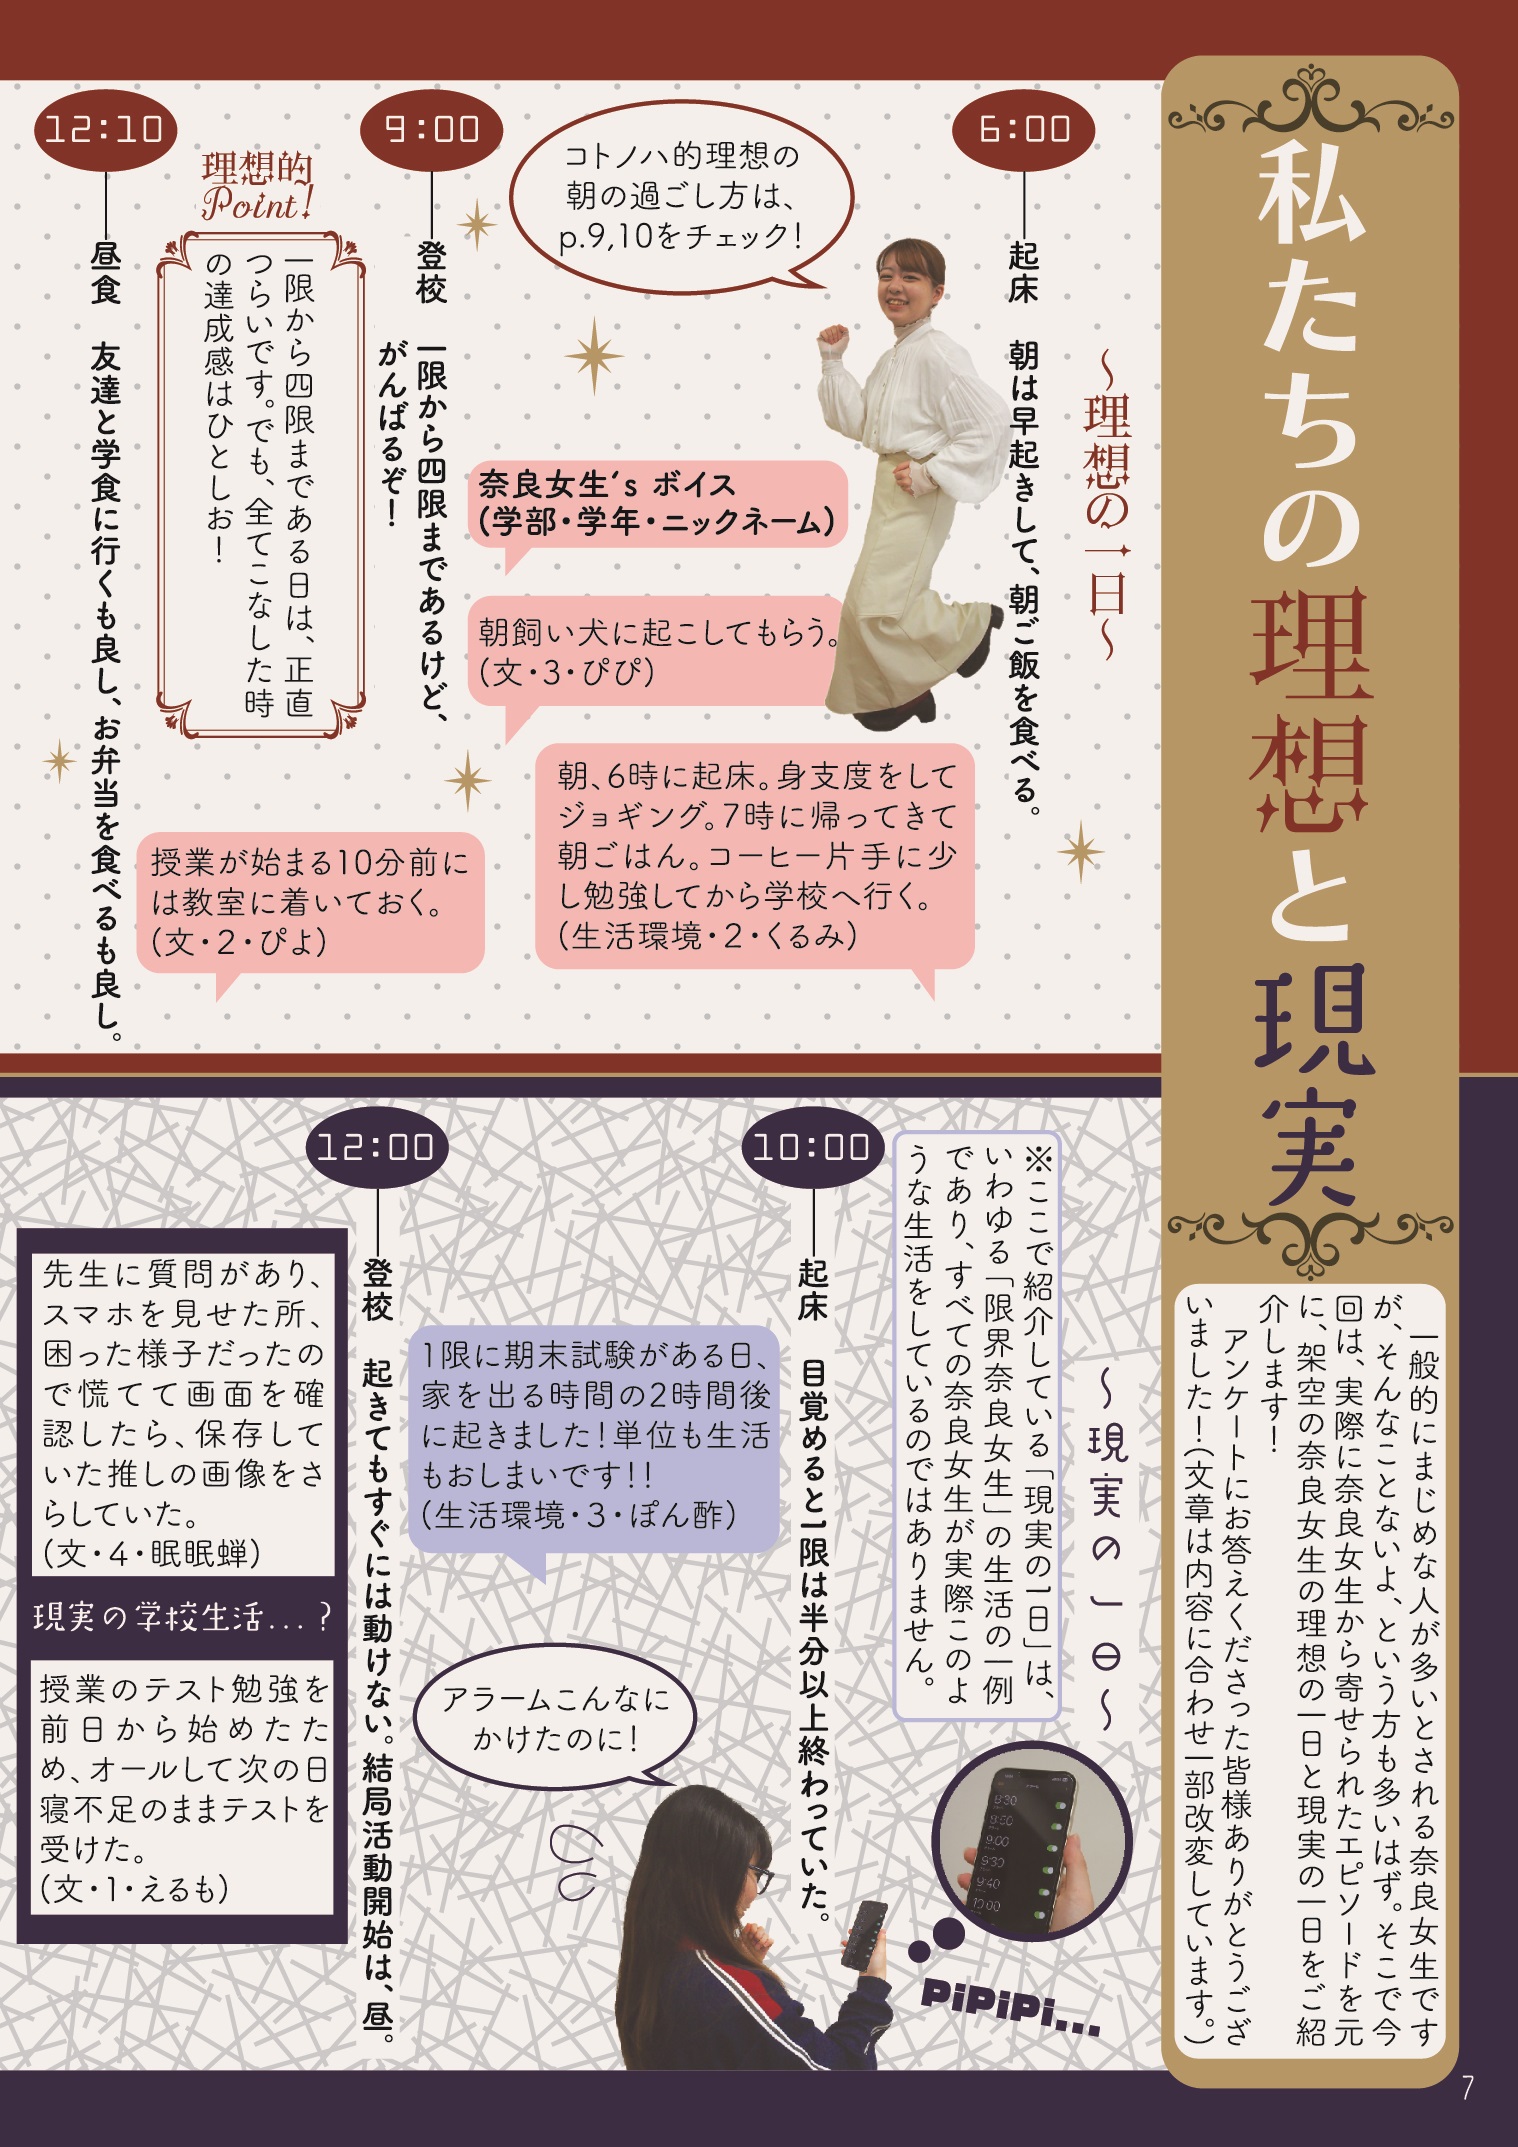 私たちの理想と現実
一般的にまじめな人が多いとされる奈良女生です
が、そんなことないよ、という方も多いはず。そこで今
回は、実際に奈良女生から寄せられたエピソードを元
に、架空の奈良女生の理想の一日と現実の一日をご紹
介します！
アンケートにお答えくださった皆様ありがとうござ
いました！（文章は内容に合わせ一部改変しています。）
〜理想の一日〜
6:00
起床　朝は早起きして、朝ご飯を食べる。
コトノハ的理想の
朝の過ごし方は、
p.9,10をチェック！
奈良女生's ボイス
（学部・学年・ニックネーム）
朝飼い犬に起こしてもらう。
（文・3・ぴぴ）
朝、6時に起床。身支度をして
ジョギング。7時に帰ってきて
朝ごはん。コーヒー片手に少
し勉強してから学校へ行く。
（生活環境・2・くるみ）
9:00
登校　一限から四限まであるけど、
がんばるぞ！
理想的
Point!
一限から四限まである日は、正直
つらいです。でも、全てこなした時
の達成感はひとしお！
授業が始まる10分前に
は教室に着いておく。
（文・2・ぴよ）
12:10
昼食　友達と学食に行くも良し、お弁当を食べるも良し。
〜現実の一日〜
※ここで紹介している「現実の一日」は、
いわゆる「限界奈良女生」の生活の一例
であり、すべての奈良女生が実際このよ
うな生活をしているのではありません。
10:00
起床　目覚めると一限は半分以上終わっていた。
8:30
8:50
9:00
9:30
9:40
10:00
PiPiPi...
1限に期末試験がある日、
家を出る時間の2時間後
に起きました！単位も生活
もおしまいです！！
（生活環境・3・ぽん酢）
アラームこんなに
かけたのに！
12:00
登校　起きてもすぐには動けない。結局活動開始は、昼。
先生に質問があり、
スマホを見せた所、
困った様子だったの
で慌てて画面を確
認したら、保存して
いた推しの画像をさ
らしていた。
（文・4・眠眠蝉）
現実の学校生活...？
授業のテスト勉強を
前日から始めたた
め、オールして次の日
寝不足のままテストを
受けた。
（文・1・えるも）
7